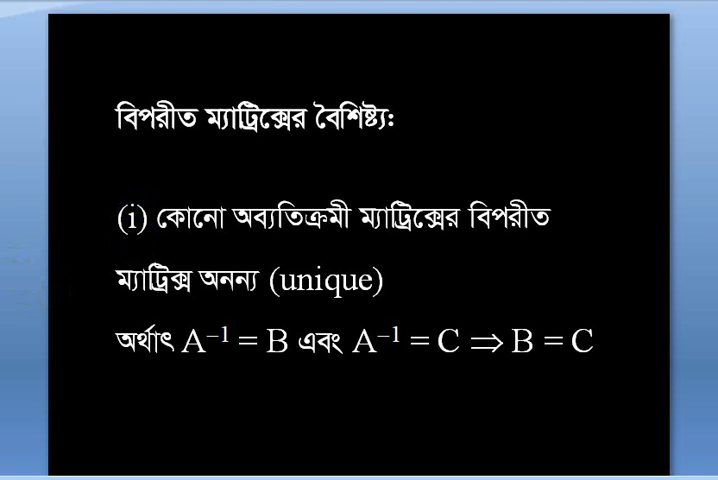 বিপরীত ম্যাট্রিক্সের বৈশিষ্ট্য:
(i) কোনো অব্যতিক্রমী ম্যাট্রিক্সের বিপরীত
ম্যাট্রিক্স অনন্য (unique)
অর্থাৎ A⁻¹ = B এবং A⁻¹ = C ⇒ B = C